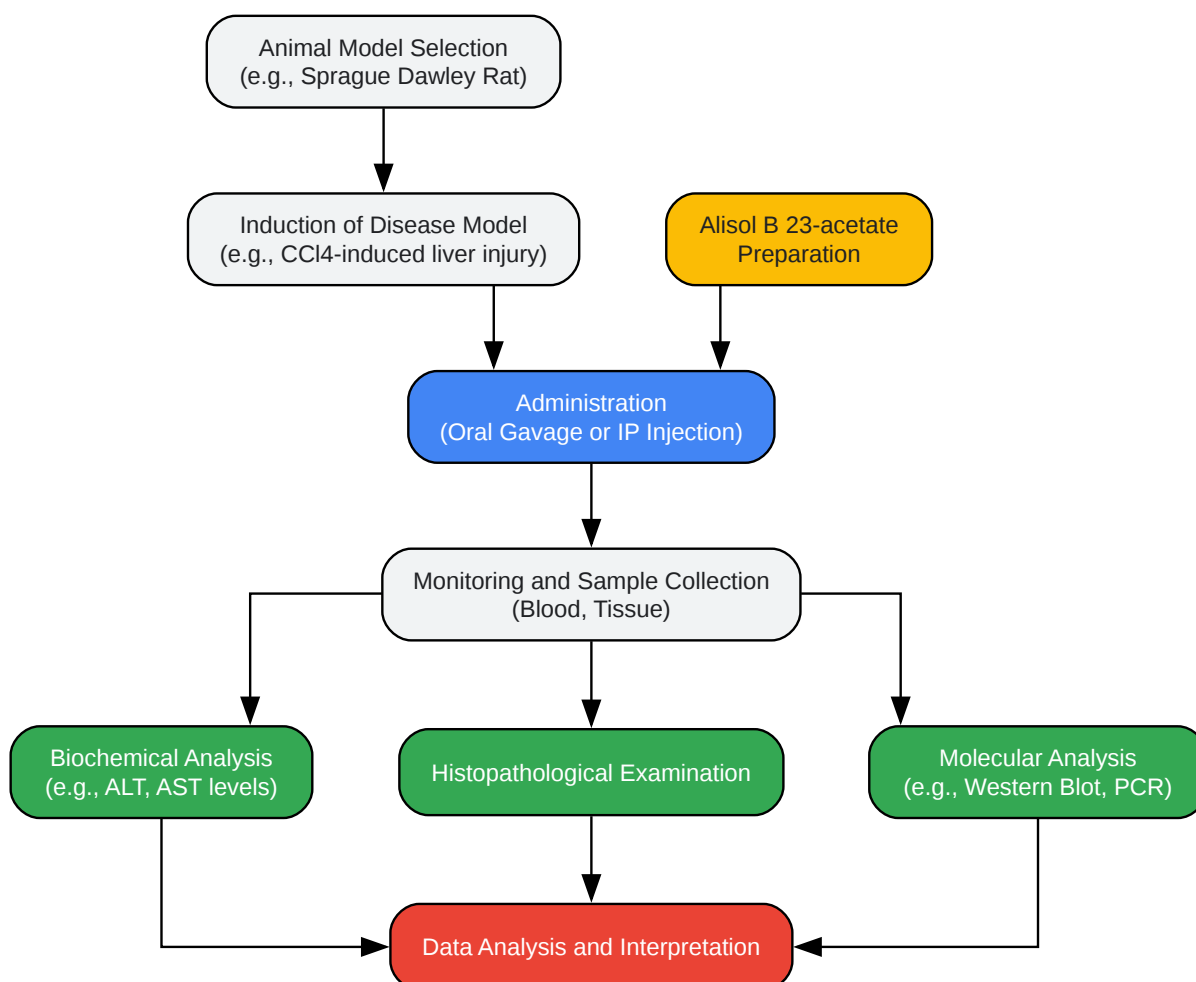 Animal Model Selection
(e.g., Sprague Dawley Rat)
Induction of Disease Model
(e.g., CCl4-induced liver injury)
Alisol B 23-acetate
Preparation
Administration
(Oral Gavage or IP Injection)
Monitoring and Sample Collection
(Blood, Tissue)
Biochemical Analysis
(e.g., ALT, AST levels)
Histopathological Examination
Molecular Analysis
(e.g., Western Blot, PCR)
Data Analysis and Interpretation